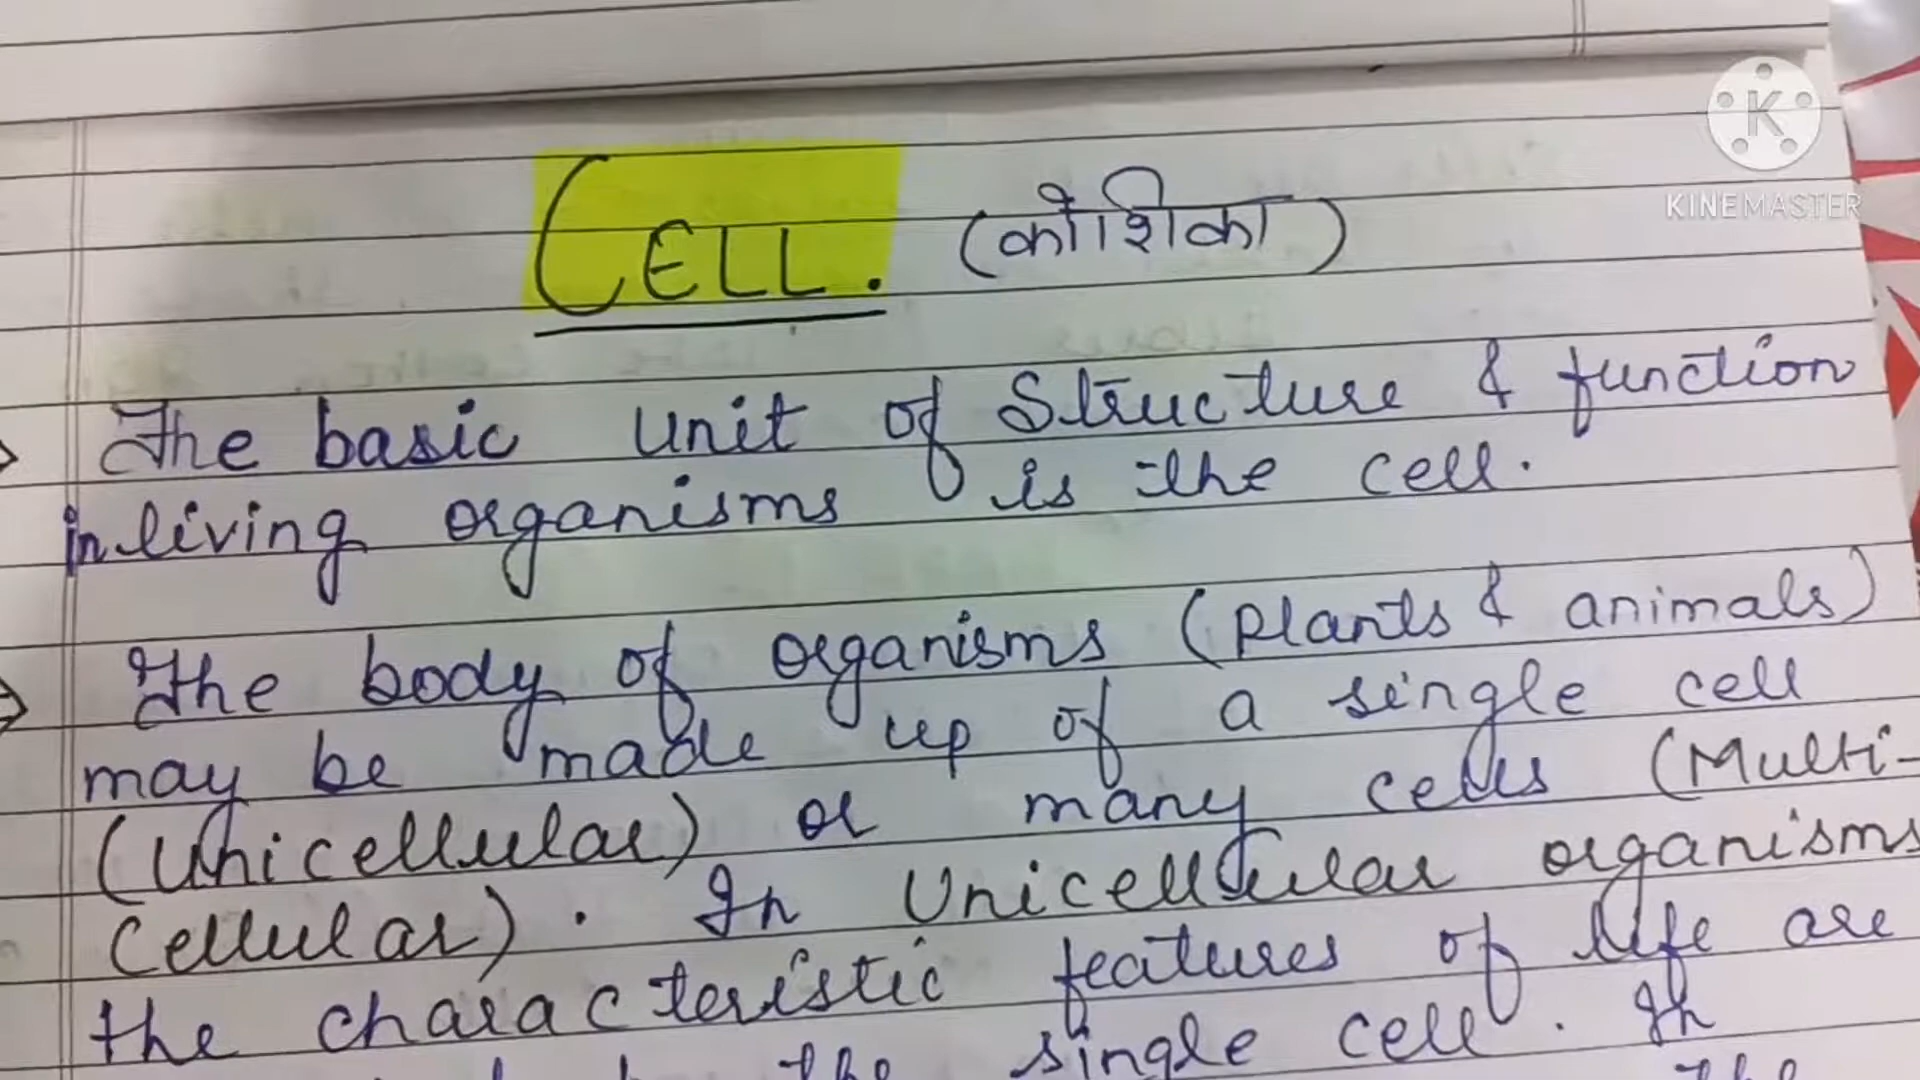 CELL. (कोशिका)
The basic unit of Structure & function
in living organisms is the cell.
The body of organisms (Plants & animals)
may be made up of a single cell
(Unicellular) or many cells (Multi-
cellular). In Unicellular organisms
the characteristic features of life are
the single cell. In
the
K
KINEMASTER